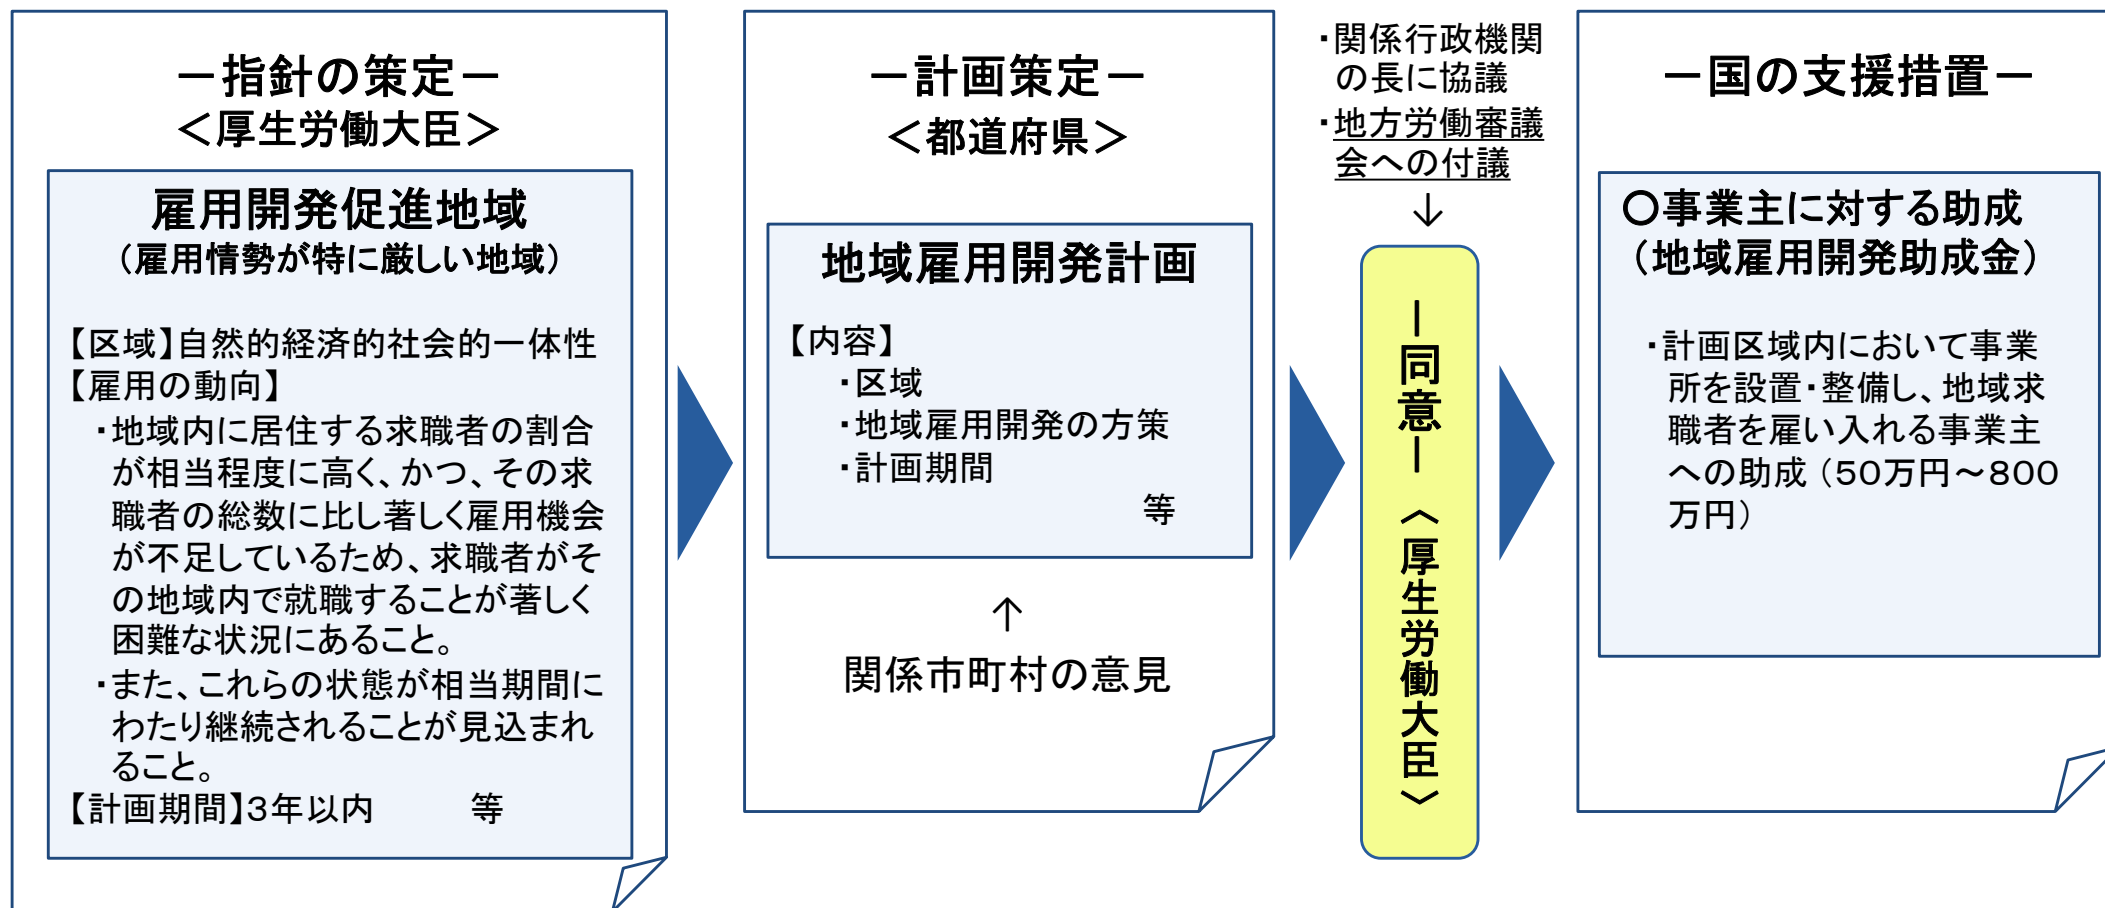 －指針の策定－
＜厚生労働大臣＞
雇用開発促進地域
（雇用情勢が特に厳しい地域）
【区域】自然的経済的社会的一体性
【雇用の動向】
・地域内に居住する求職者の割合
が相当程度に高く、かつ、その求
職者の総数に比し著しく雇用機会
が不足しているため、求職者がそ
の地域内で就職することが著しく
困難な状況にあること。
・また、これらの状態が相当期間に
わたり継続されることが見込まれ
ること。
【計画期間】３年以内　　　等
－計画策定－
＜都道府県＞
地域雇用開発計画
【内容】
・区域
・地域雇用開発の方策
・計画期間
等
↑
関係市町村の意見
・関係行政機関
の長に協議
・地方労働審議
会への付議
↓
－同意－〈厚生労働大臣〉
－国の支援措置－
○事業主に対する助成
（地域雇用開発助成金）
・計画区域内において事業
所を設置・整備し、地域求
職者を雇い入れる事業主
への助成（５０万円～８００
万円）